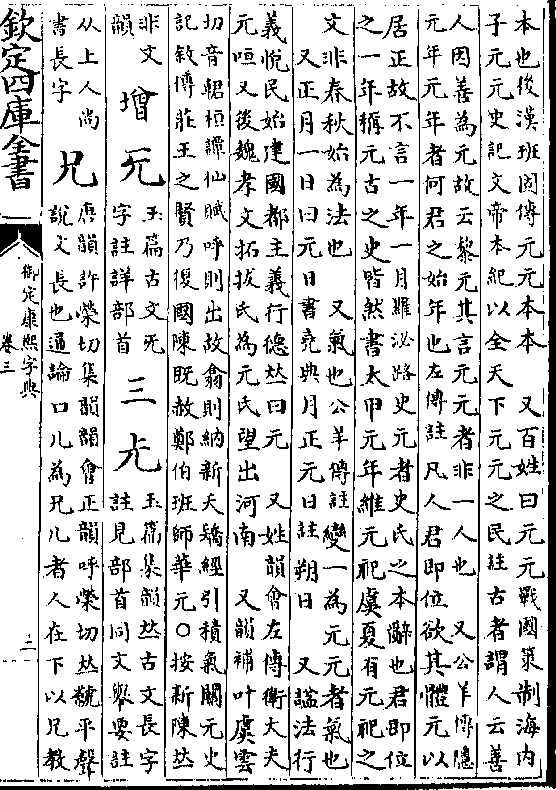 本也後漢班固傳元元本本　又百姓曰元元戰國策制海内
子元元史記文帝本紀以全天下元元之民註古者謂人云善
人因善為元故云黎元其言元元者非一人也　又公羊傳隱
元年元年者何君之始年也左傳註凡人君即位欲其體元以
居正故不言一年一月羅泌路史元者史氏之本辭也君即位
之一年稱元古之史皆然書太甲元年維元祀虞夏有元祀之
文非春秋始為法也　又氣也公羊傳註變一為元元者氣也
又正月一日曰元日書堯典月正元日註朔日　又諡法行
義悅民始建國都主義行德𠀤曰元　又姓韻會左傳衛大夫
元咺又後魏孝文拓拔氏為元氏望出河南　又韻補叶虞雲
切音輑桓譚仙賦呼則出故翕則納新夭矯經引積氣關元史
記敘傳莊王之賢乃復國陳既赦鄭伯班師華元○按新陳𠀤
非文
韻
增
兂
玉篇古文旡
字註詳部首
三
玉篇集韻𠀤古文長字
註見部首同文舉要註
从上人尚
書長字
兄
唐韻許榮切集韻韻會正韻呼榮切𠀤虩平聲
說文長也通論口儿為兄儿者人在下以兄教
欽定四庫全書
御定康熙字典
卷三
二